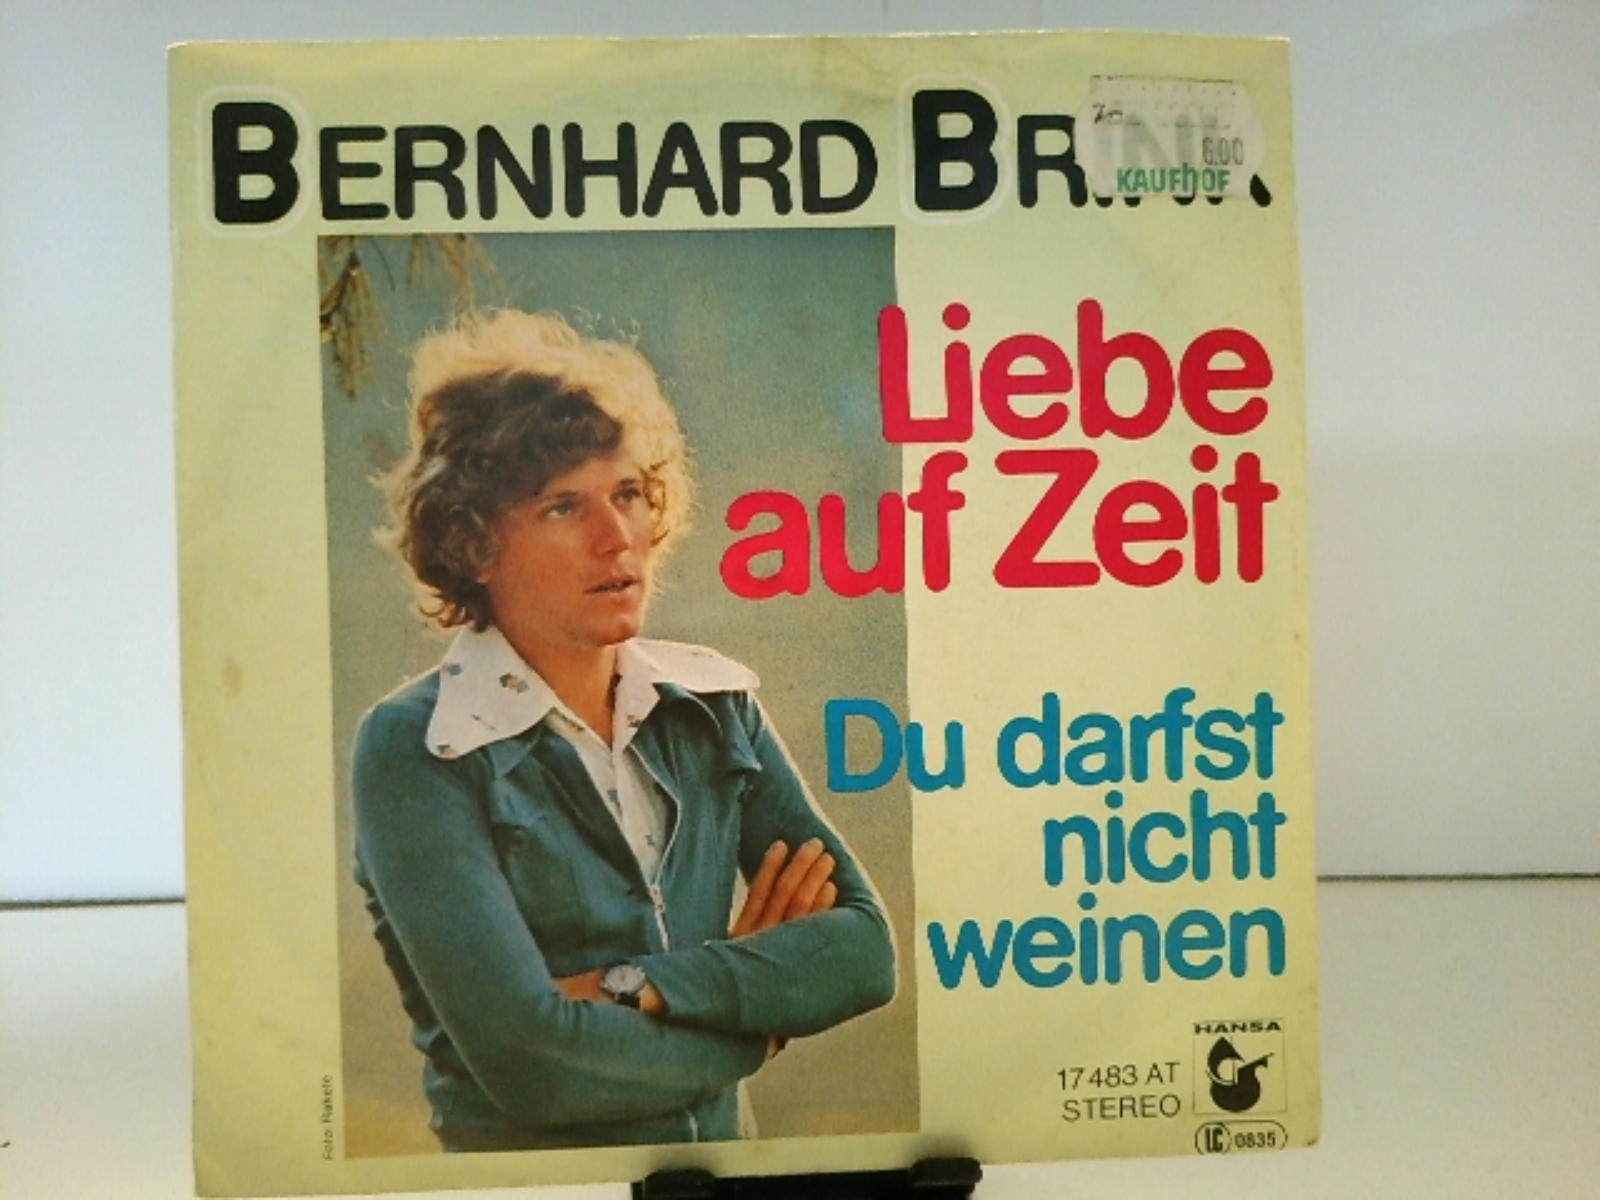 BERNHARD BRINK
6.00
KAUFhOF
Liebe
auf Zeit
Du darfst
nicht
weinen
HANSA
17 483 AT
STEREO
LC 0835
Foto: Rakete